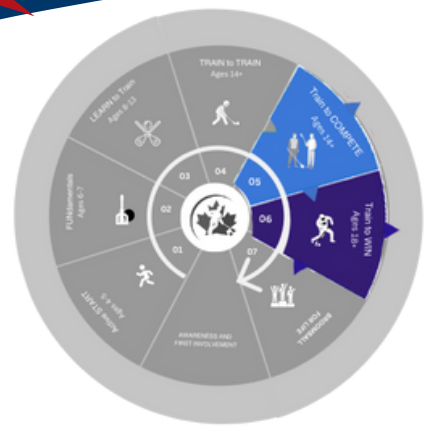 TRAIN to TRAIN
Ages 14+
Train to COMPETE
Ages 14+
Train to WIN
Ages 18+
BROOMBALL
FOR LIFE
AWARENESS AND
FIRST INVOLVEMENT
Active START
Ages 4-5
FUNdamentals
Ages 6-7
LEARN to Train
Ages 8-13
01
02
03
04
05
06
07